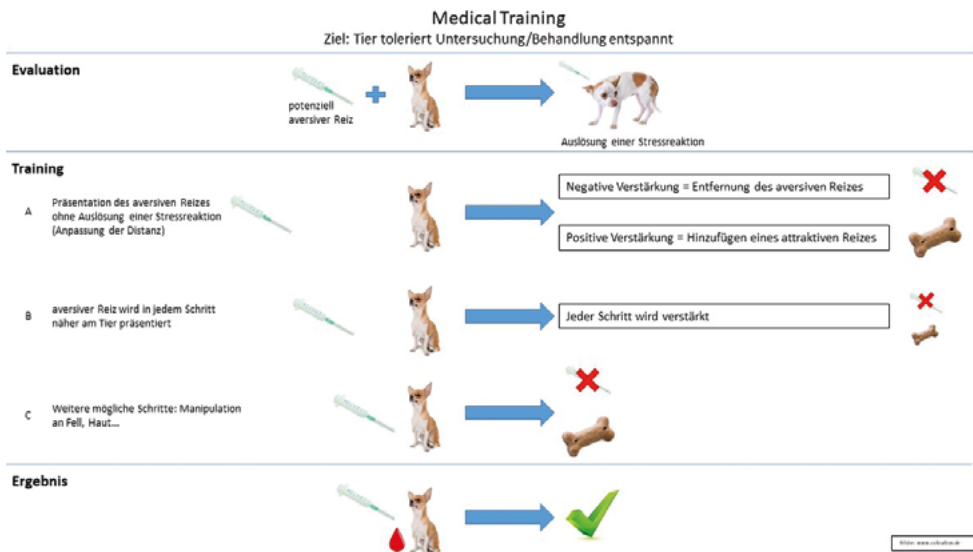 Medical Training
Ziel: Tier toleriert Untersuchung/Behandlung entspannt
Evaluation
potenziell
aversiver Reiz
Auslösung einer Stressreaktion
Training
A
Präsentation des aversiven Reizes
ohne Auslösung einer Stressreaktion
(Anpassung der Distanz)
Negative Verstärkung = Entfernung des aversiven Reizes
Positive Verstärkung = Hinzufügen eines attraktiven Reizes
B
aversiver Reiz wird in jedem Schritt
näher am Tier präsentiert
Jeder Schritt wird verstärkt
C
Weitere mögliche Schritte: Manipulation
an Fell, Haut...
Ergebnis